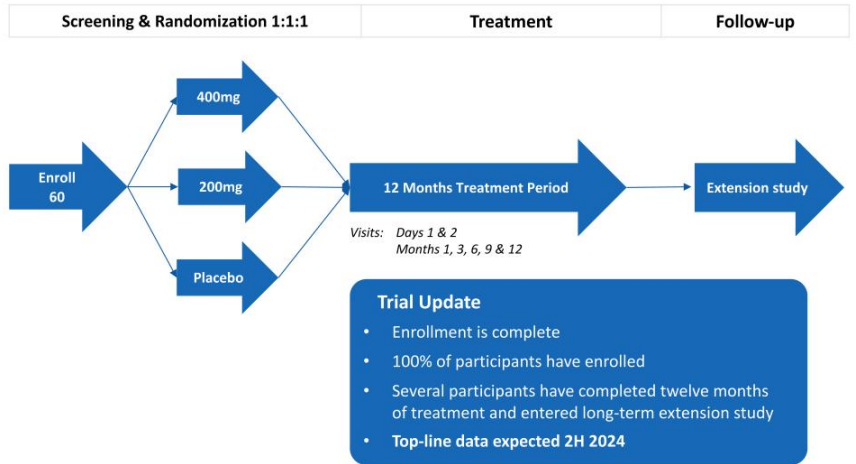 Screening & Randomization 1:1:1
Treatment
Follow-up
400mg
Enroll
60
200mg
Placebo
12 Months Treatment Period
Extension study
Visits: Days 1 & 2
Months 1, 3, 6, 9 & 12
Trial Update
• Enrollment is complete
• 100% of participants have enrolled
• Several participants have completed twelve months
of treatment and entered long-term extension study
• Top-line data expected 2H 2024